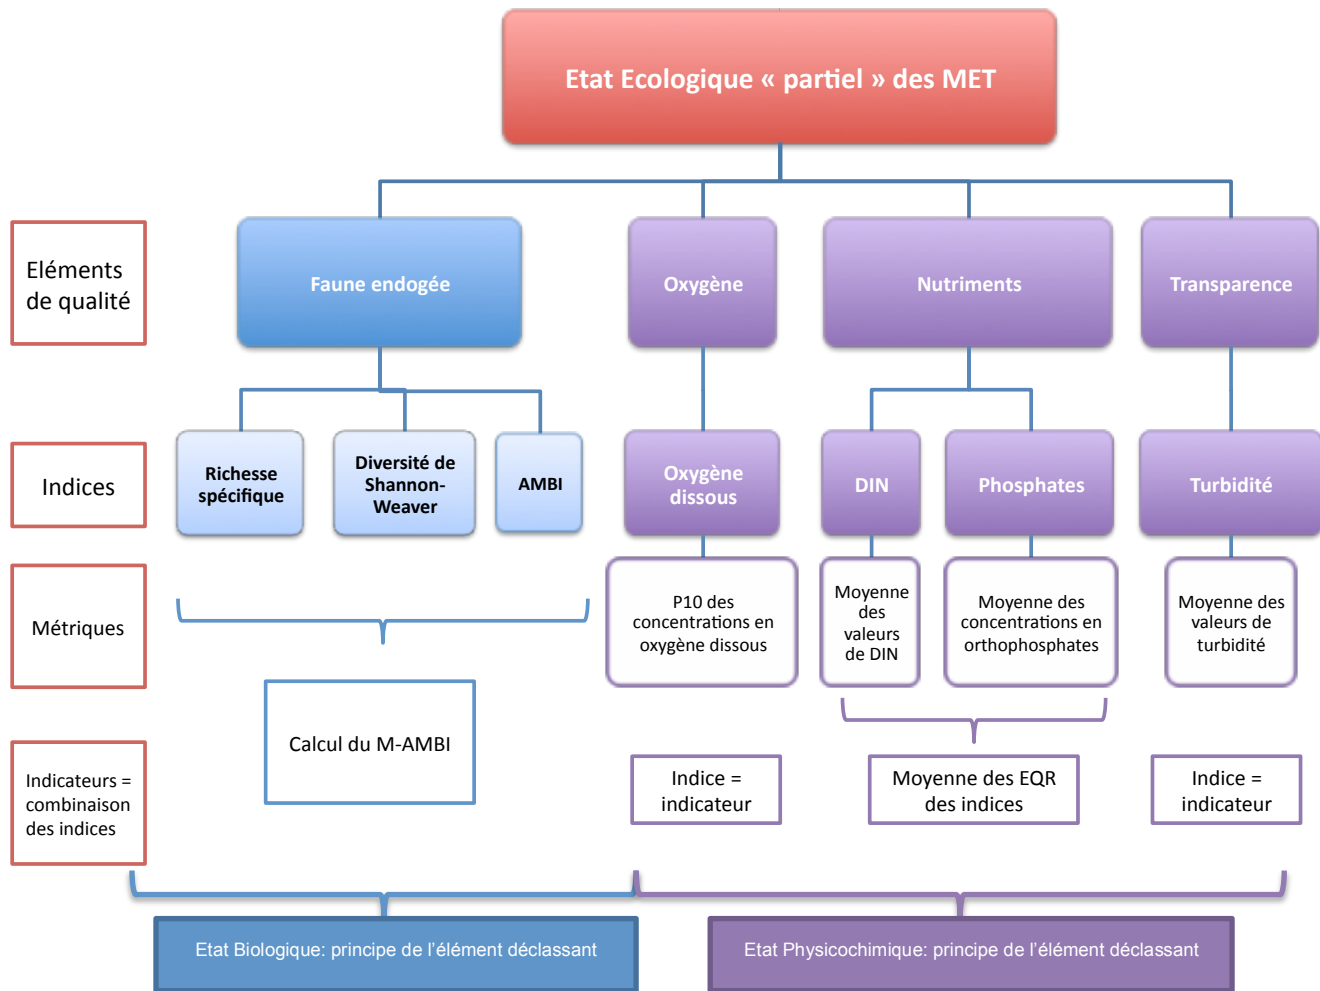 Etat Ecologique « partiel » des MET
Eléments
de qualité
Faune endogée
Oxygène
Nutriments
Transparence
Indices
Richesse
spécifique
Diversité de
Shannon-
Weaver
AMBI
Oxygène
dissous
DIN
Phosphates
Turbidité
Métriques
P10 des
concentrations en
oxygène dissous
Moyenne
des
valeurs
de DIN
Moyenne des
concentrations en
orthophosphates
Moyenne des
valeurs de
turbidité
Indicateurs =
combinaison
des indices
Calcul du M-AMBI
Indice =
indicateur
Moyenne des EQR
des indices
Indice =
indicateur
Etat Biologique: principe de l'élément déclassant
Etat Physicochimique: principe de l'élément déclassant